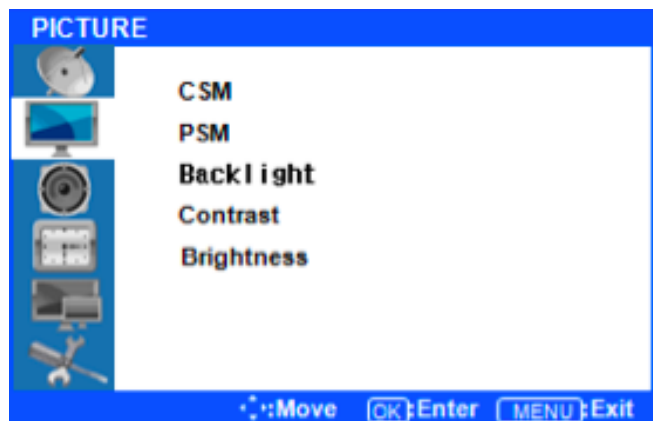 PICTURE
CSM
PSM
Backlight
Contrast
Brightness
:Move OK:Enter MENU:Exit